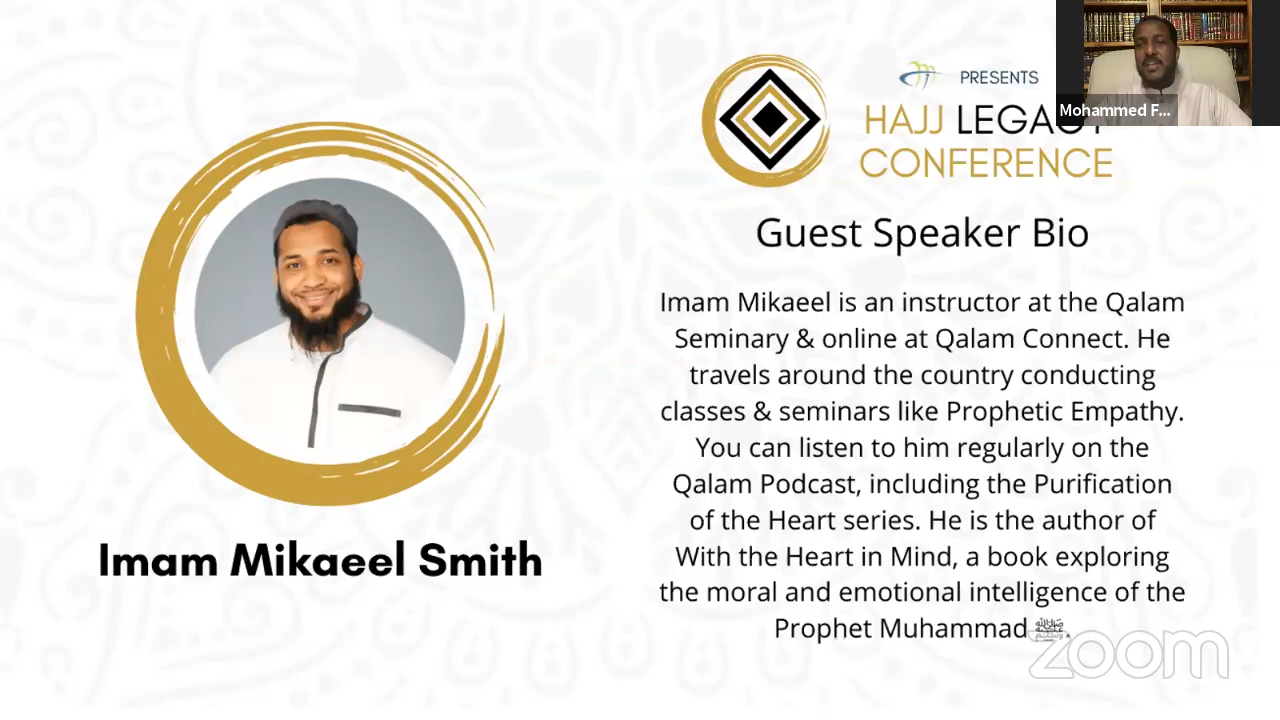 PRESENTS
HAJJ LEGACY
CONFERENCE
Mohammed F...
Guest Speaker Bio
Imam Mikaeel is an instructor at the Qalam
Seminary & online at Qalam Connect. He
travels around the country conducting
classes & seminars like Prophetic Empathy.
You can listen to him regularly on the
Qalam Podcast, including the Purification
of the Heart series. He is the author of
With the Heart in Mind, a book exploring
the moral and emotional intelligence of the
Prophet Muhammad ﷺ.
Imam Mikaeel Smith
zoom